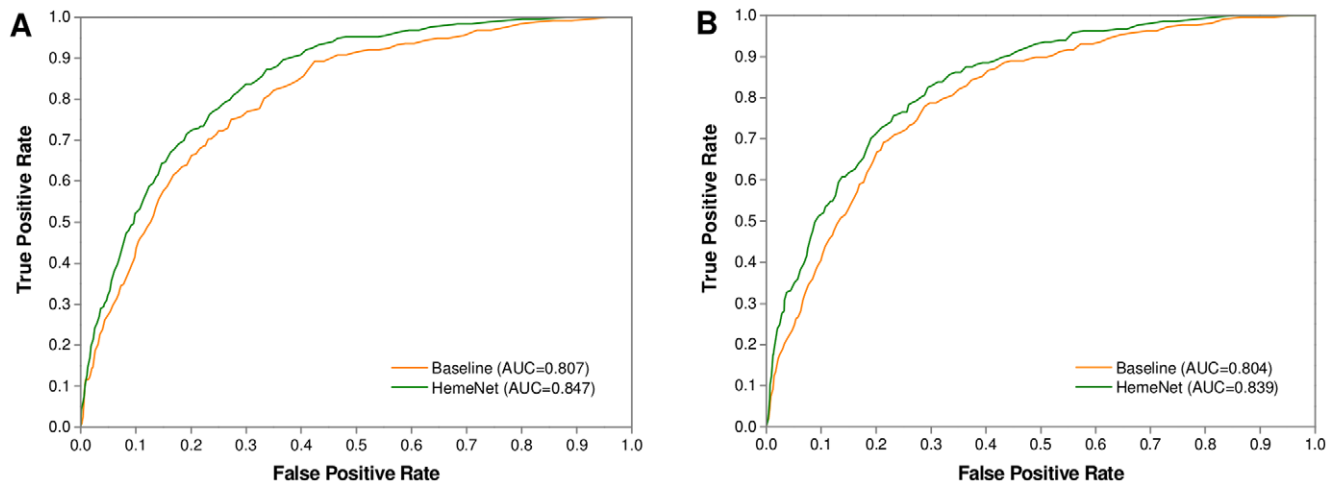 A
1.0
0.9
0.8
0.7
0.6
0.5
0.4
0.3
0.2
0.1
0.0
True Positive Rate
Baseline (AUC=0.807)
HemeNet (AUC=0.847)
0.0 0.1 0.2 0.3 0.4 0.5 0.6 0.7 0.8 0.9 1.0
False Positive Rate
B
1.0
0.9
0.8
0.7
0.6
0.5
0.4
0.3
0.2
0.1
0.0
True Positive Rate
Baseline (AUC=0.804)
HemeNet (AUC=0.839)
0.0 0.1 0.2 0.3 0.4 0.5 0.6 0.7 0.8 0.9 1.0
False Positive Rate